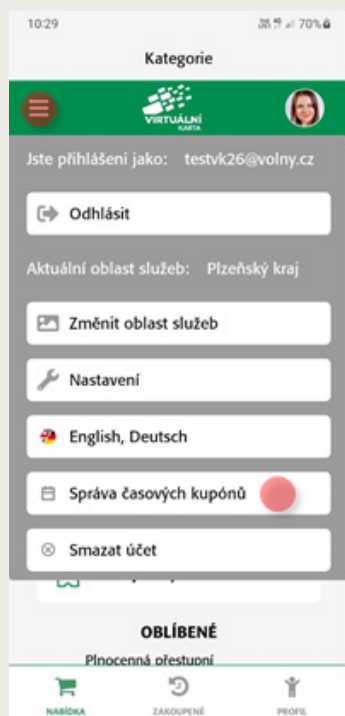 10:29
70%
Kategorie
VIRTUÁLNÍ
KARTA
Jste přihlášeni jako: testvk26@volny.cz
Odhlásit
Aktuální oblast služeb: Plzeňský kraj
Změnit oblast služeb
Nastavení
English, Deutsch
Správa časových kupónů
Smazat účet
OBLÍBENÉ
Plnocenná přestupní
NABÍDKA ZAKOUPENÉ PROFIL